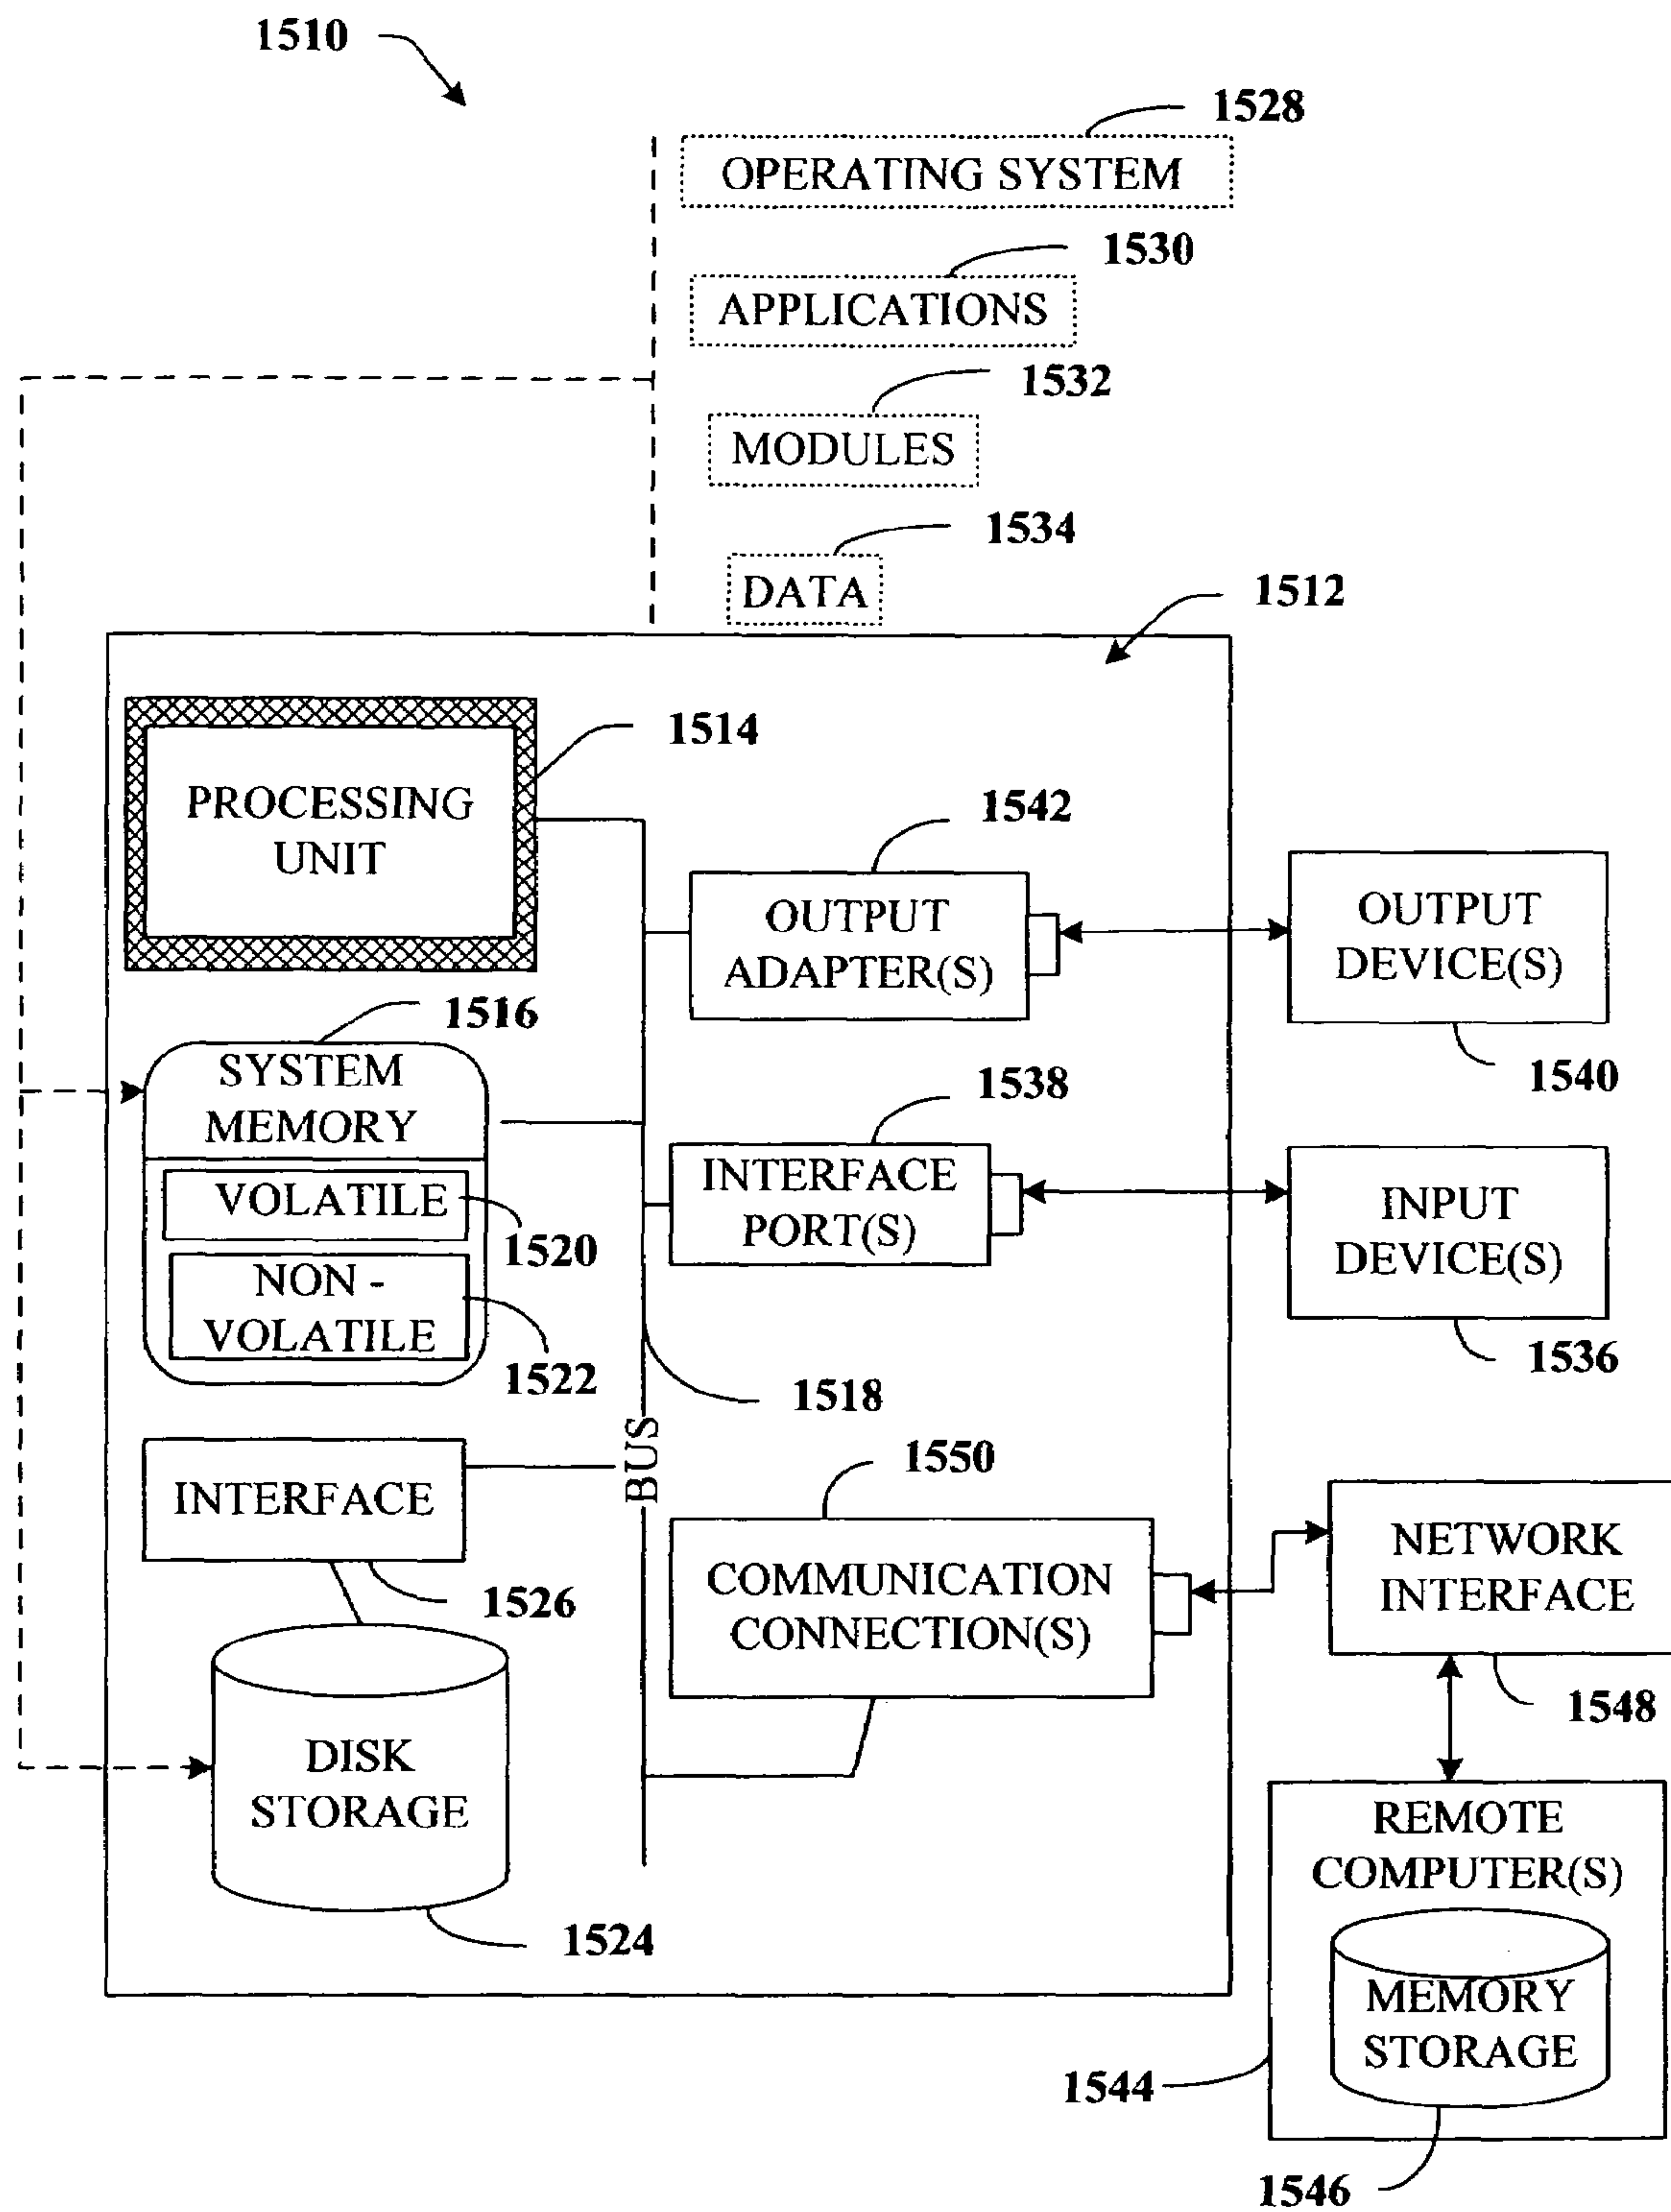 1510
1528
OPERATING SYSTEM
1530
APPLICATIONS
1532
MODULES
1534
DATA
1512
PROCESSING
UNIT
1514
1542
OUTPUT
ADAPTER(S)
OUTPUT
DEVICE(S)
1540
1516
SYSTEM
MEMORY
VOLATILE
1520
NON -
VOLATILE
1522
1538
INTERFACE
PORT(S)
INPUT
DEVICE(S)
1536
1518
BUS
INTERFACE
1526
1550
COMMUNICATION
CONNECTION(S)
NETWORK
INTERFACE
1548
DISK
STORAGE
1524
REMOTE
COMPUTER(S)
MEMORY
STORAGE
1544
1546